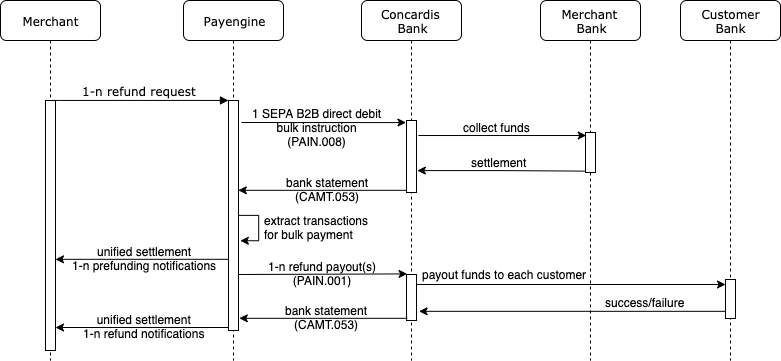 Merchant
Payengine
Concardis
Bank
Merchant
Bank
Customer
Bank
1-n refund request
1 SEPA B2B direct debit
bulk instruction
(PAIN.008)
collect funds
settlement
bank statement
(CAMT.053)
extract transactions
for bulk payment
unified settlement
1-n prefunding notifications
1-n refund payout(s)
(PAIN.001)
payout funds to each customer
success/failure
bank statement
(CAMT.053)
unified settlement
1-n refund notifications